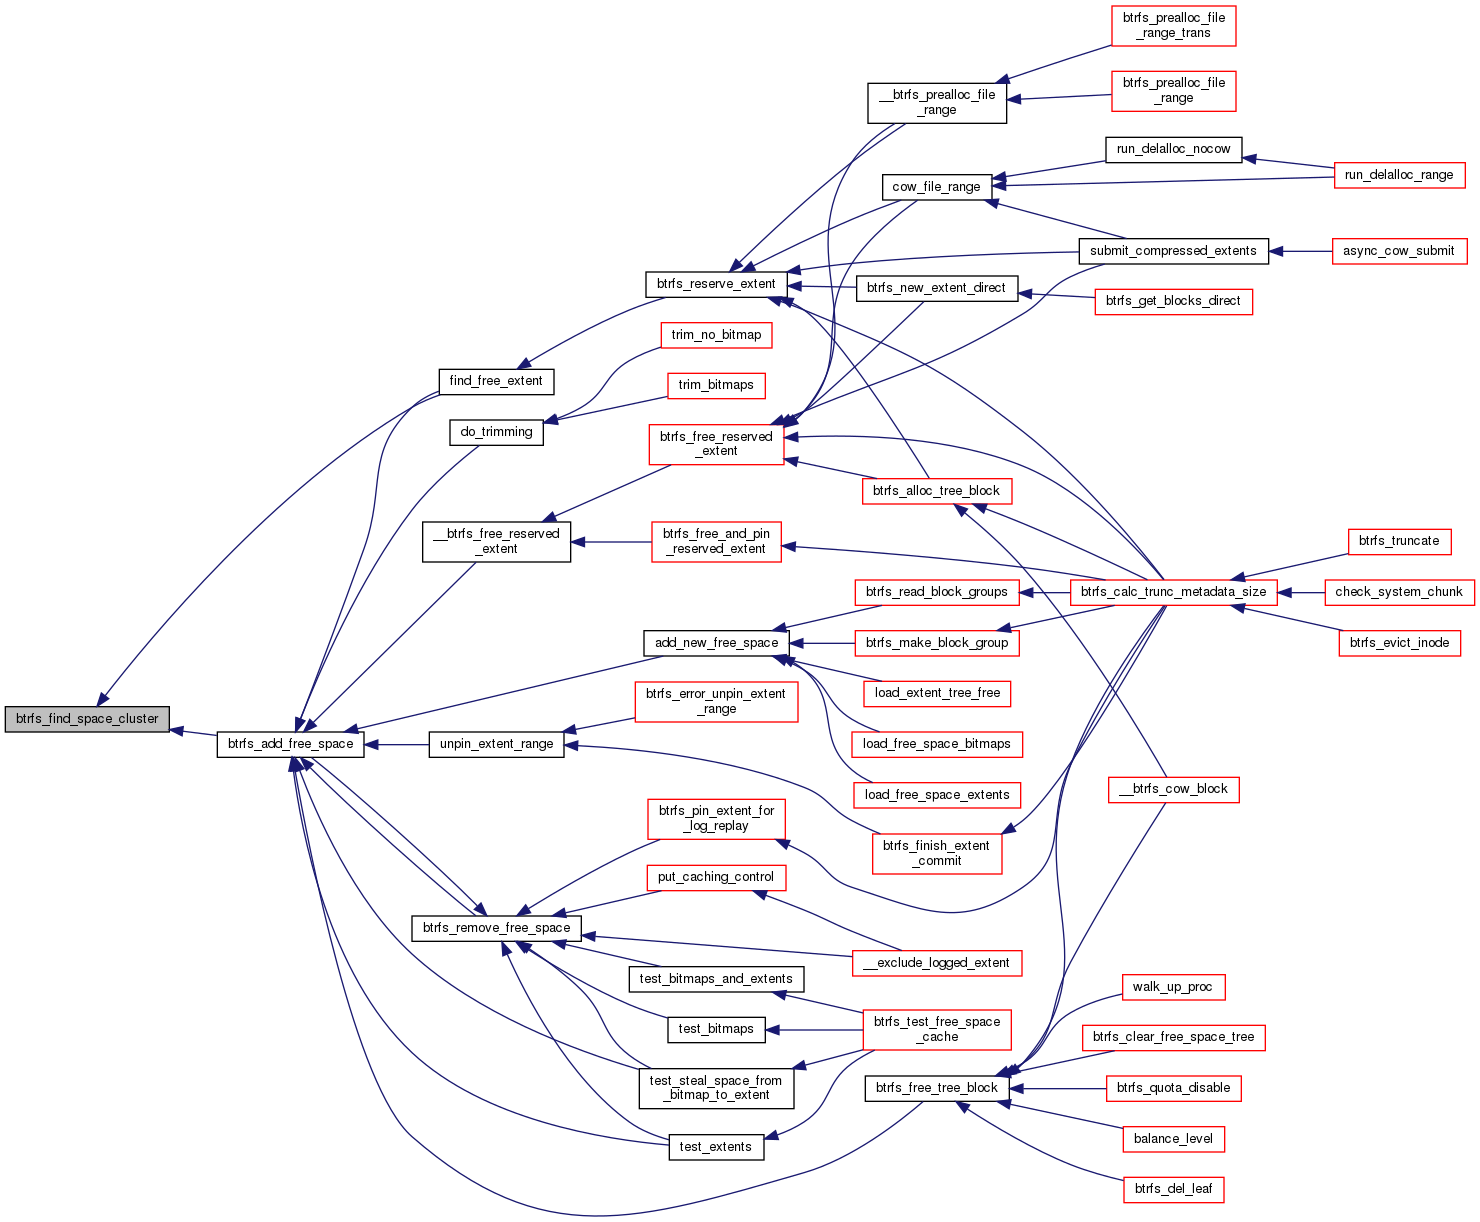 btrfs_prealloc_file
_range_trans
btrfs_prealloc_file
_range
__btrfs_prealloc_file
_range
run_delalloc_nocow
run_delalloc_range
cow_file_range
submit_compressed_extents
async_cow_submit
btrfs_reserve_extent
btrfs_new_extent_direct
btrfs_get_blocks_direct
trim_no_bitmap
find_free_extent
trim_bitmaps
do_trimming
btrfs_free_reserved
_extent
btrfs_alloc_tree_block
__btrfs_free_reserved
_extent
btrfs_free_and_pin
_reserved_extent
btrfs_truncate
btrfs_read_block_groups
btrfs_calc_trunc_metadata_size
check_system_chunk
add_new_free_space
btrfs_make_block_group
btrfs_evict_inode
load_extent_tree_free
btrfs_error_unpin_extent
_range
btrfs_find_space_cluster
btrfs_add_free_space
unpin_extent_range
load_free_space_bitmaps
load_free_space_extents
__btrfs_cow_block
btrfs_pin_extent_for
_log_replay
btrfs_finish_extent
_commit
put_caching_control
btrfs_remove_free_space
__exclude_logged_extent
test_bitmaps_and_extents
walk_up_proc
test_bitmaps
btrfs_test_free_space
_cache
btrfs_clear_free_space_tree
test_steal_space_from
_bitmap_to_extent
btrfs_free_tree_block
btrfs_quota_disable
test_extents
balance_level
btrfs_del_leaf